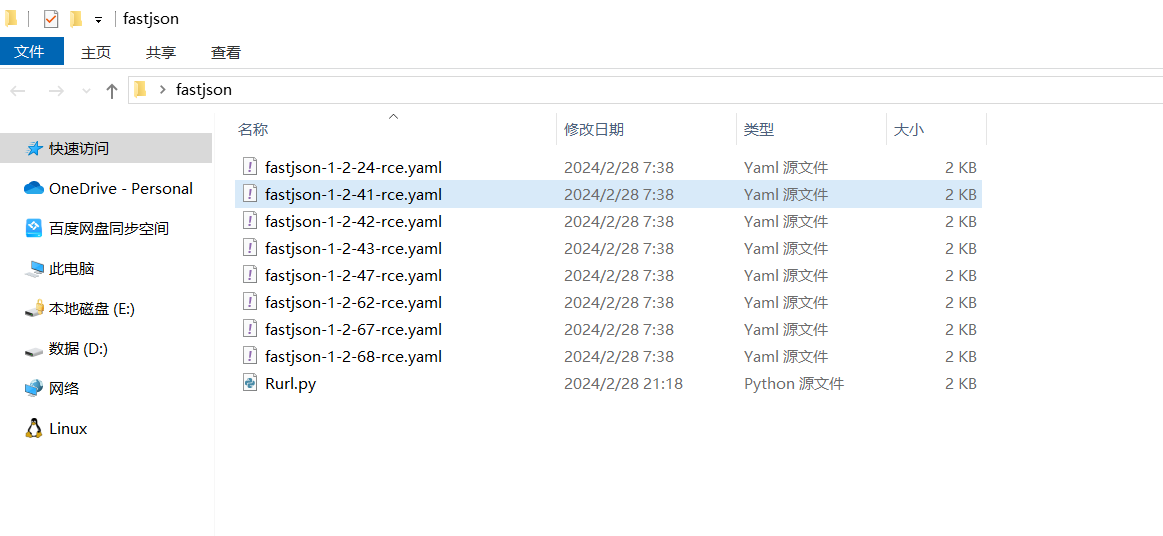 fastjson
文件 主页 共享 查看
fastjson
名称 修改日期 类型 大小
快速访问
OneDrive - Personal
百度网盘同步空间
此电脑
本地磁盘 (E:)
数据 (D:)
网络
Linux
fastjson-1-2-24-rce.yaml 2024/2/28 7:38 Yaml 源文件 2 KB
fastjson-1-2-41-rce.yaml 2024/2/28 7:38 Yaml 源文件 2 KB
fastjson-1-2-42-rce.yaml 2024/2/28 7:38 Yaml 源文件 2 KB
fastjson-1-2-43-rce.yaml 2024/2/28 7:38 Yaml 源文件 2 KB
fastjson-1-2-47-rce.yaml 2024/2/28 7:38 Yaml 源文件 2 KB
fastjson-1-2-62-rce.yaml 2024/2/28 7:38 Yaml 源文件 2 KB
fastjson-1-2-67-rce.yaml 2024/2/28 7:38 Yaml 源文件 2 KB
fastjson-1-2-68-rce.yaml 2024/2/28 7:38 Yaml 源文件 2 KB
Rurl.py 2024/2/28 21:18 Python 源文件 2 KB